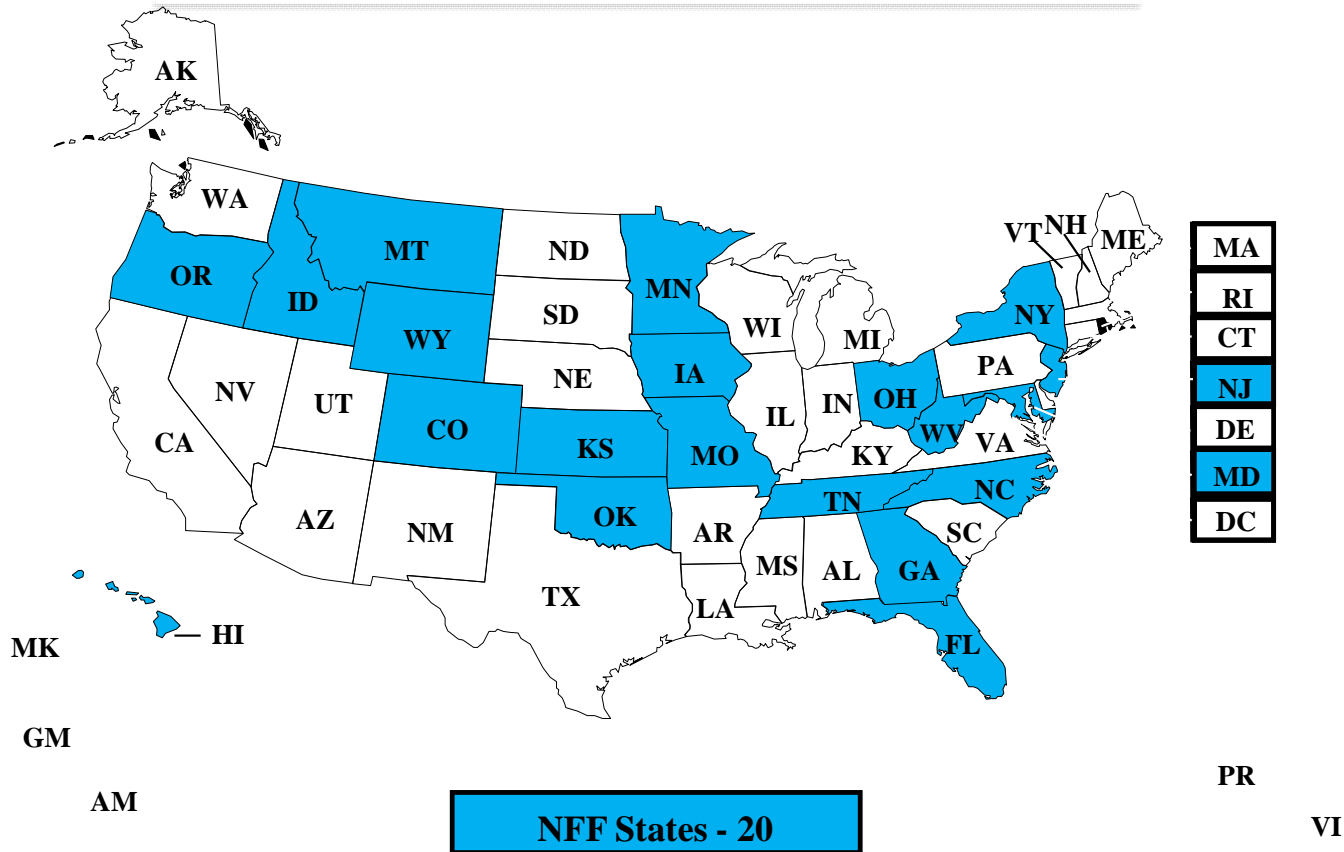 AK
WA
VT
NH
ME
MA
MT
ND
OR
MN
RI
ID
SD
NY
WI
WY
CT
MI
PA
NE
IA
NJ
NV
UT
IL
IN
OH
CO
DE
CA
KS
MO
WV
VA
KY
MD
NC
TN
AZ
OK
DC
NM
AR
SC
MS
AL
GA
TX
LA
HI
MK
FL
GM
PR
AM
NFF States - 20
VI